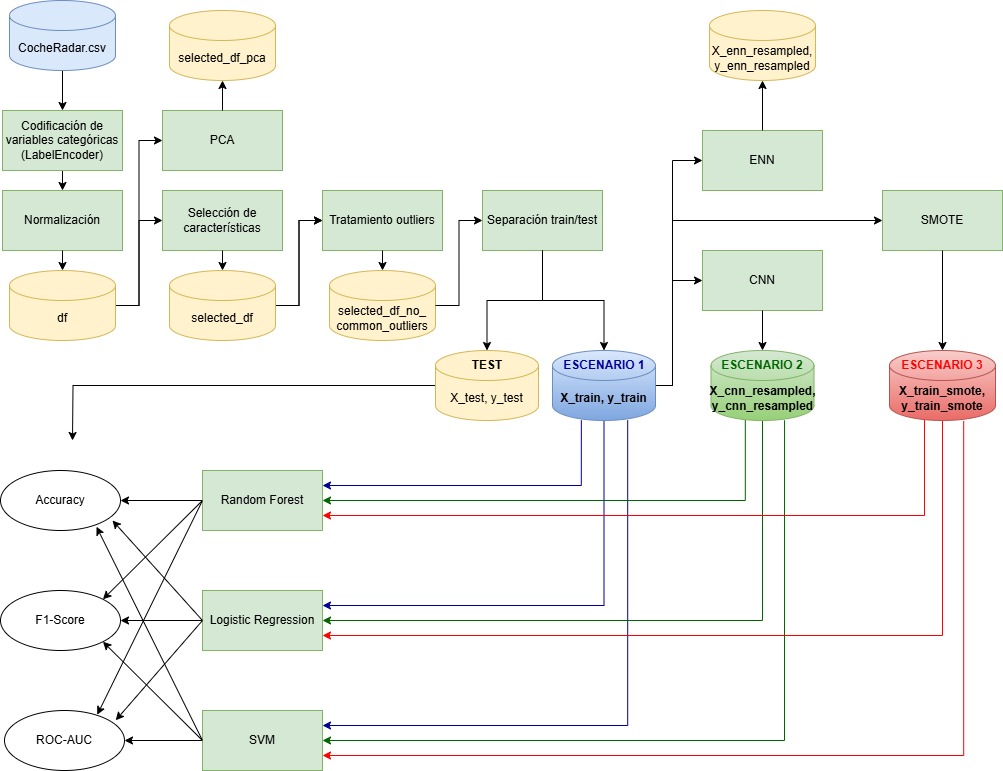 CocheRadar.csv
selected_df_pca
X_enn_resampled,
y_enn_resampled
Codificación de
variables categóricas
(LabelEncoder)
PCA
ENN
Normalización
Selección de
características
Tratamiento outliers
Separación train/test
SMOTE
CNN
df
selected_df
selected_df_no_
common_outliers
TEST
X_test, y_test
ESCENARIO 1
X_train, y_train
ESCENARIO 2
X_cnn_resampled,
y_cnn_resampled
ESCENARIO 3
X_train_smote,
y_train_smote
Accuracy
Random Forest
F1-Score
Logistic Regression
ROC-AUC
SVM